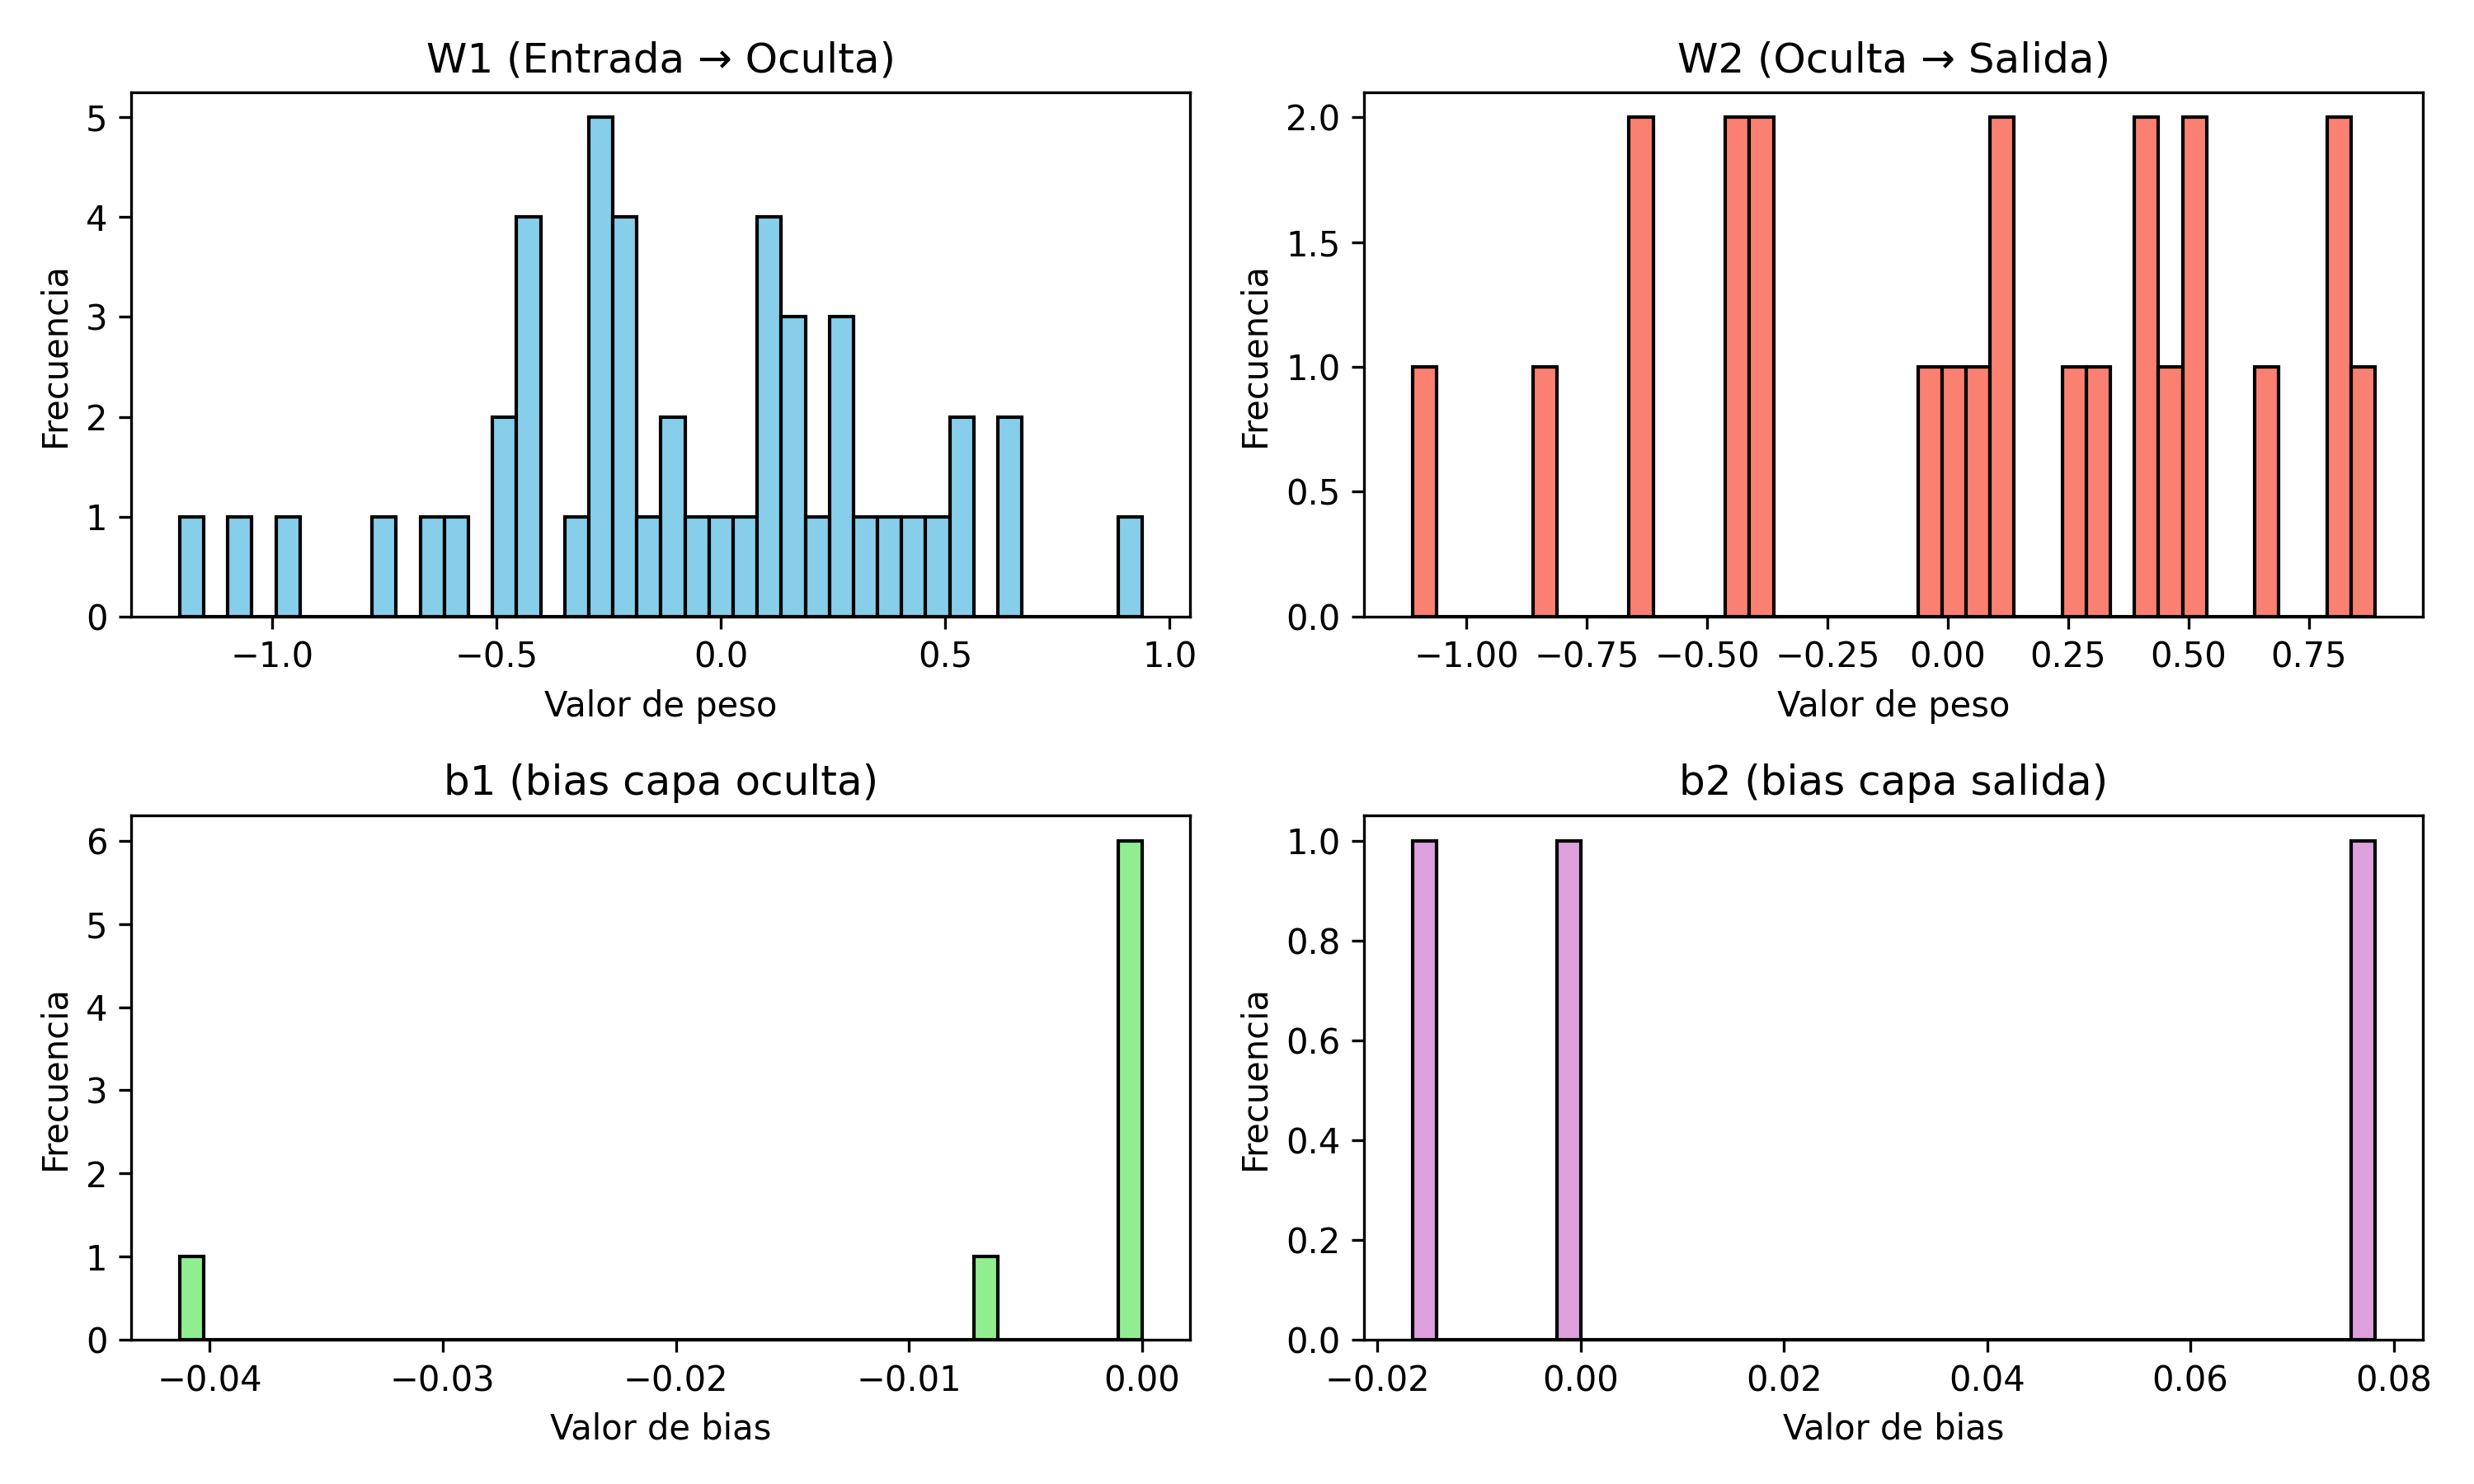 W1 (Entrada → Oculta)
5
4
3
2
1
0
Frecuencia
−1.0 −0.5 0.0 0.5 1.0
Valor de peso
W2 (Oculta → Salida)
2.0
1.5
1.0
0.5
0.0
Frecuencia
−1.00 −0.75 −0.50 −0.25 0.00 0.25 0.50 0.75
Valor de peso
b1 (bias capa oculta)
6
5
4
3
2
1
0
Frecuencia
−0.04 −0.03 −0.02 −0.01 0.00
Valor de bias
b2 (bias capa salida)
1.0
0.8
0.6
0.4
0.2
0.0
Frecuencia
−0.02 0.00 0.02 0.04 0.06 0.08
Valor de bias